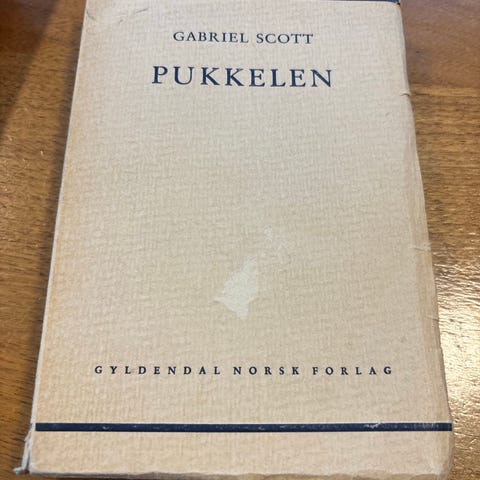 GABRIEL SCOTT
PUKKELEN
GYLDENDAL NORSK FORLAG